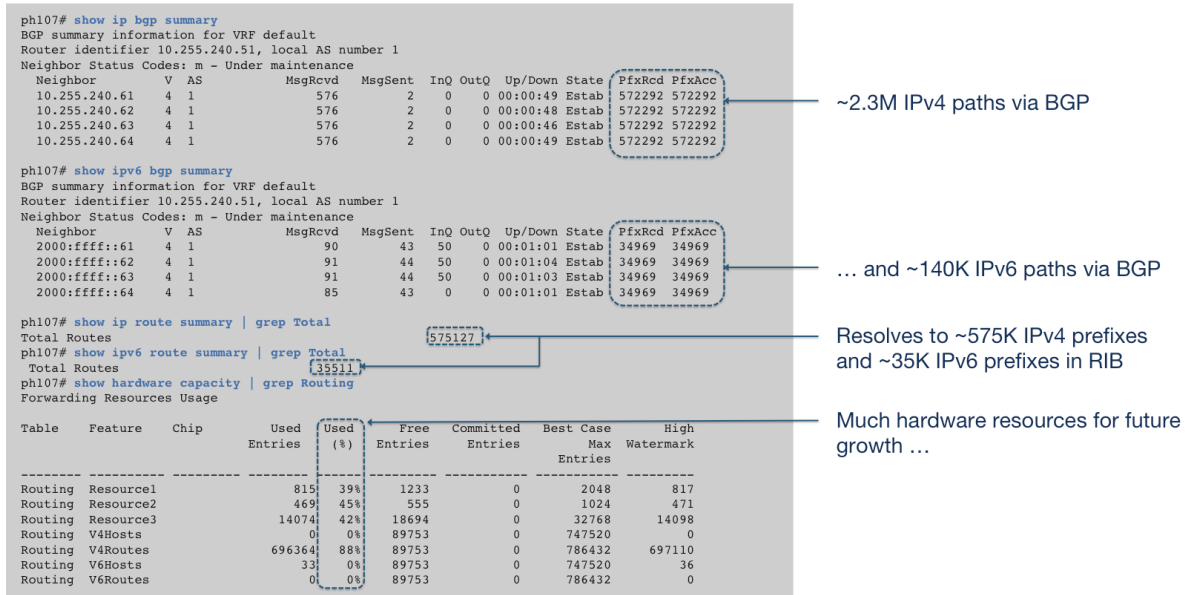 ph107# show ip bgp summary
BGP summary information for VRF default
Router identifier 10.255.240.51, local AS number 1
Neighbor Status Codes: m - Under maintenance
Neighbor V AS MsgRcvd MsgSent InQ OutQ Up/Down State PfxRcd PfxAcc
10.255.240.61 4 1 576 2 0 0 00:00:49 Estab 572292 572292
10.255.240.62 4 1 576 2 0 0 00:00:48 Estab 572292 572292
10.255.240.63 4 1 576 2 0 0 00:00:46 Estab 572292 572292
10.255.240.64 4 1 576 2 0 0 00:00:49 Estab 572292 572292
~2.3M IPv4 paths via BGP
ph107# show ipv6 bgp summary
BGP summary information for VRF default
Router identifier 10.255.240.51, local AS number 1
Neighbor Status Codes: m - Under maintenance
Neighbor V AS MsgRcvd MsgSent InQ OutQ Up/Down State PfxRcd PfxAcc
2000:ffff::61 4 1 90 43 50 0 00:01:01 Estab 34969 34969
2000:ffff::62 4 1 91 44 50 0 00:01:04 Estab 34969 34969
2000:ffff::63 4 1 91 44 50 0 00:01:03 Estab 34969 34969
2000:ffff::64 4 1 85 43 0 0 00:01:01 Estab 34969 34969
… and ~140K IPv6 paths via BGP
ph107# show ip route summary | grep Total
Total Routes 575127
ph107# show ipv6 route summary | grep Total
Total Routes 35511
Resolves to ~575K IPv4 prefixes
and ~35K IPv6 prefixes in RIB
ph107# show hardware capacity | grep Routing
Forwarding Resources Usage
Much hardware resources for future
growth …
Table Feature Chip Used Used Free Committed Best Case High
Entries (%) Entries Entries Max Watermark
Entries
-------- ---------- --------------- ---------- ------- ---------- ----------- ----------- ----------
Routing Resource1 815 39% 1233 0 2048 817
Routing Resource2 469 45% 555 0 1024 471
Routing Resource3 14074 42% 18694 0 32768 14098
Routing V4Hosts 0 0% 89753 0 747520 0
Routing V4Routes 696364 88% 89753 0 786432 697110
Routing V6Hosts 33 0% 89753 0 747520 36
Routing V6Routes 0 0% 89753 0 786432 0